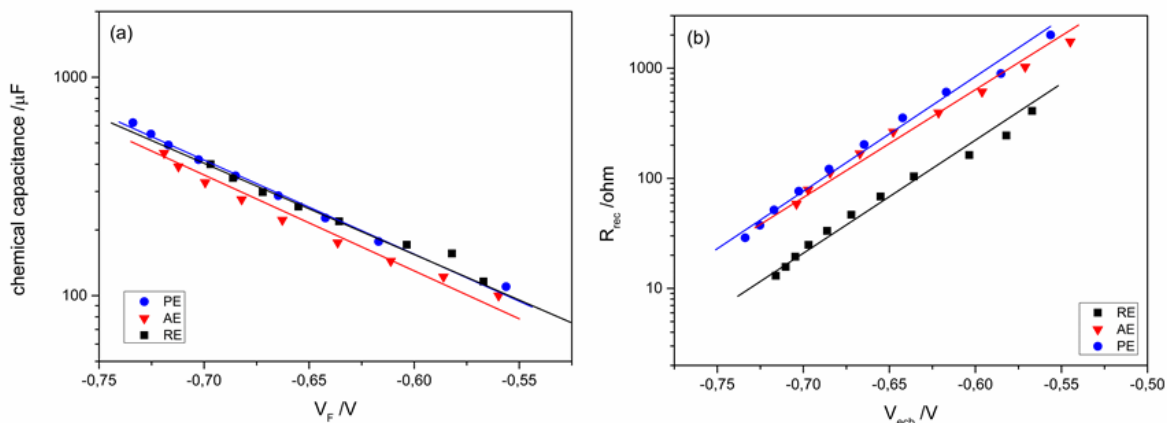 (a)
chemical capacitance /µF
1000
100
PE
AE
RE
-0,75
-0,70
-0,65
-0,60
-0,55
V_F /V
(b)
R_rec /ohm
1000
100
10
RE
AE
PE
-0,75
-0,70
-0,65
-0,60
-0,55
-0,50
V_ecb /V